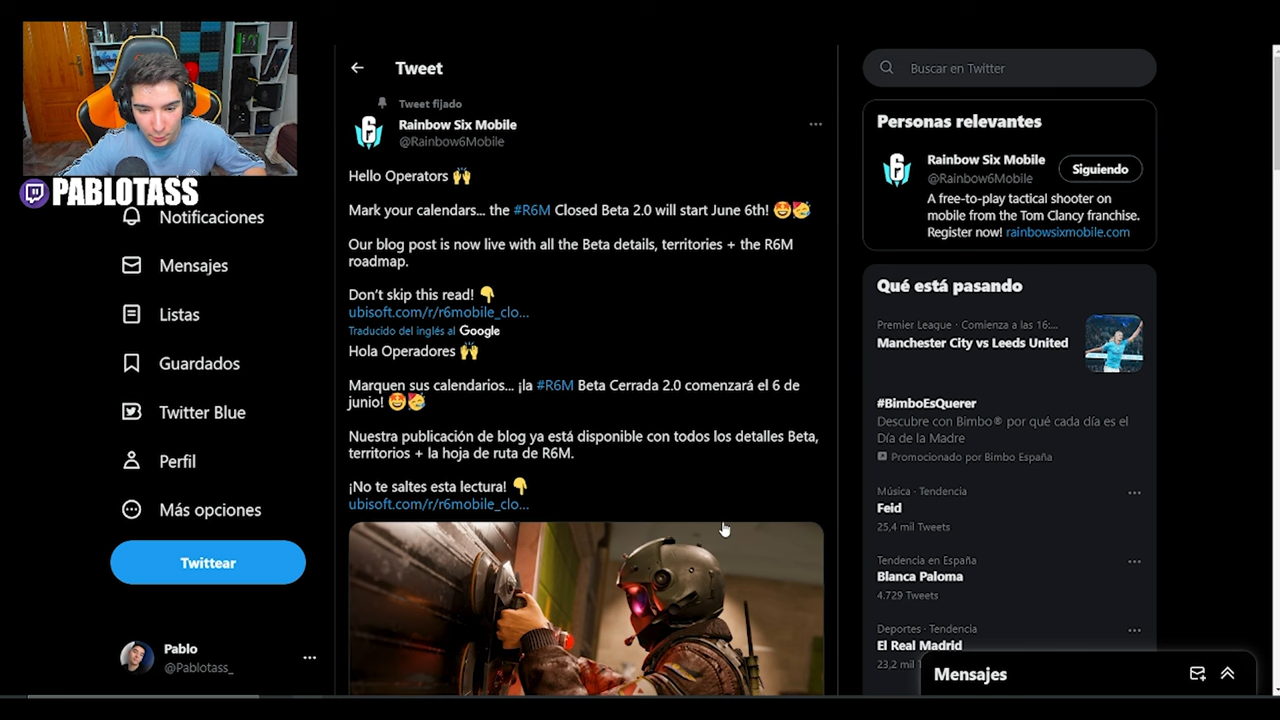 PABLOTASS
Notificaciones
Mensajes
Listas
Guardados
Twitter Blue
Perfil
Más opciones
Twittear
Pablo
@Pablotass_
Tweet
Tweet fijado
Rainbow Six Mobile
@Rainbow6Mobile
Hello Operators 🙌
Mark your calendars... the #R6M Closed Beta 2.0 will start June 6th! 🤩🥳
Our blog post is now live with all the Beta details, territories + the R6M
roadmap.
Don't skip this read! 👇
ubisoft.com/r/r6mobile_clo...
Traducido del inglés al Google
Hola Operadores 🙌
Marquen sus calendarios... ¡la #R6M Beta Cerrada 2.0 comenzará el 6 de
junio! 🤩🥳
Nuestra publicación de blog ya está disponible con todos los detalles Beta,
territorios + la hoja de ruta de R6M.
¡No te saltes esta lectura! 👇
ubisoft.com/r/r6mobile_clo...
Buscar en Twitter
Personas relevantes
Rainbow Six Mobile
@Rainbow6Mobile
Siguiendo
A free-to-play tactical shooter on
mobile from the Tom Clancy franchise.
Register now! rainbowsixmobile.com
Qué está pasando
Premier League · Comienza a las 16:...
Manchester City vs Leeds United
#BimboEsQuerer
Descubre con Bimbo® por qué cada día es el
Día de la Madre
Promocionado por Bimbo España
Música · Tendencia
Feid
25,4 mil Tweets
Tendencia en España
Blanca Paloma
4.729 Tweets
Deportes · Tendencia
El Real Madrid
23,2 mil
Mensajes